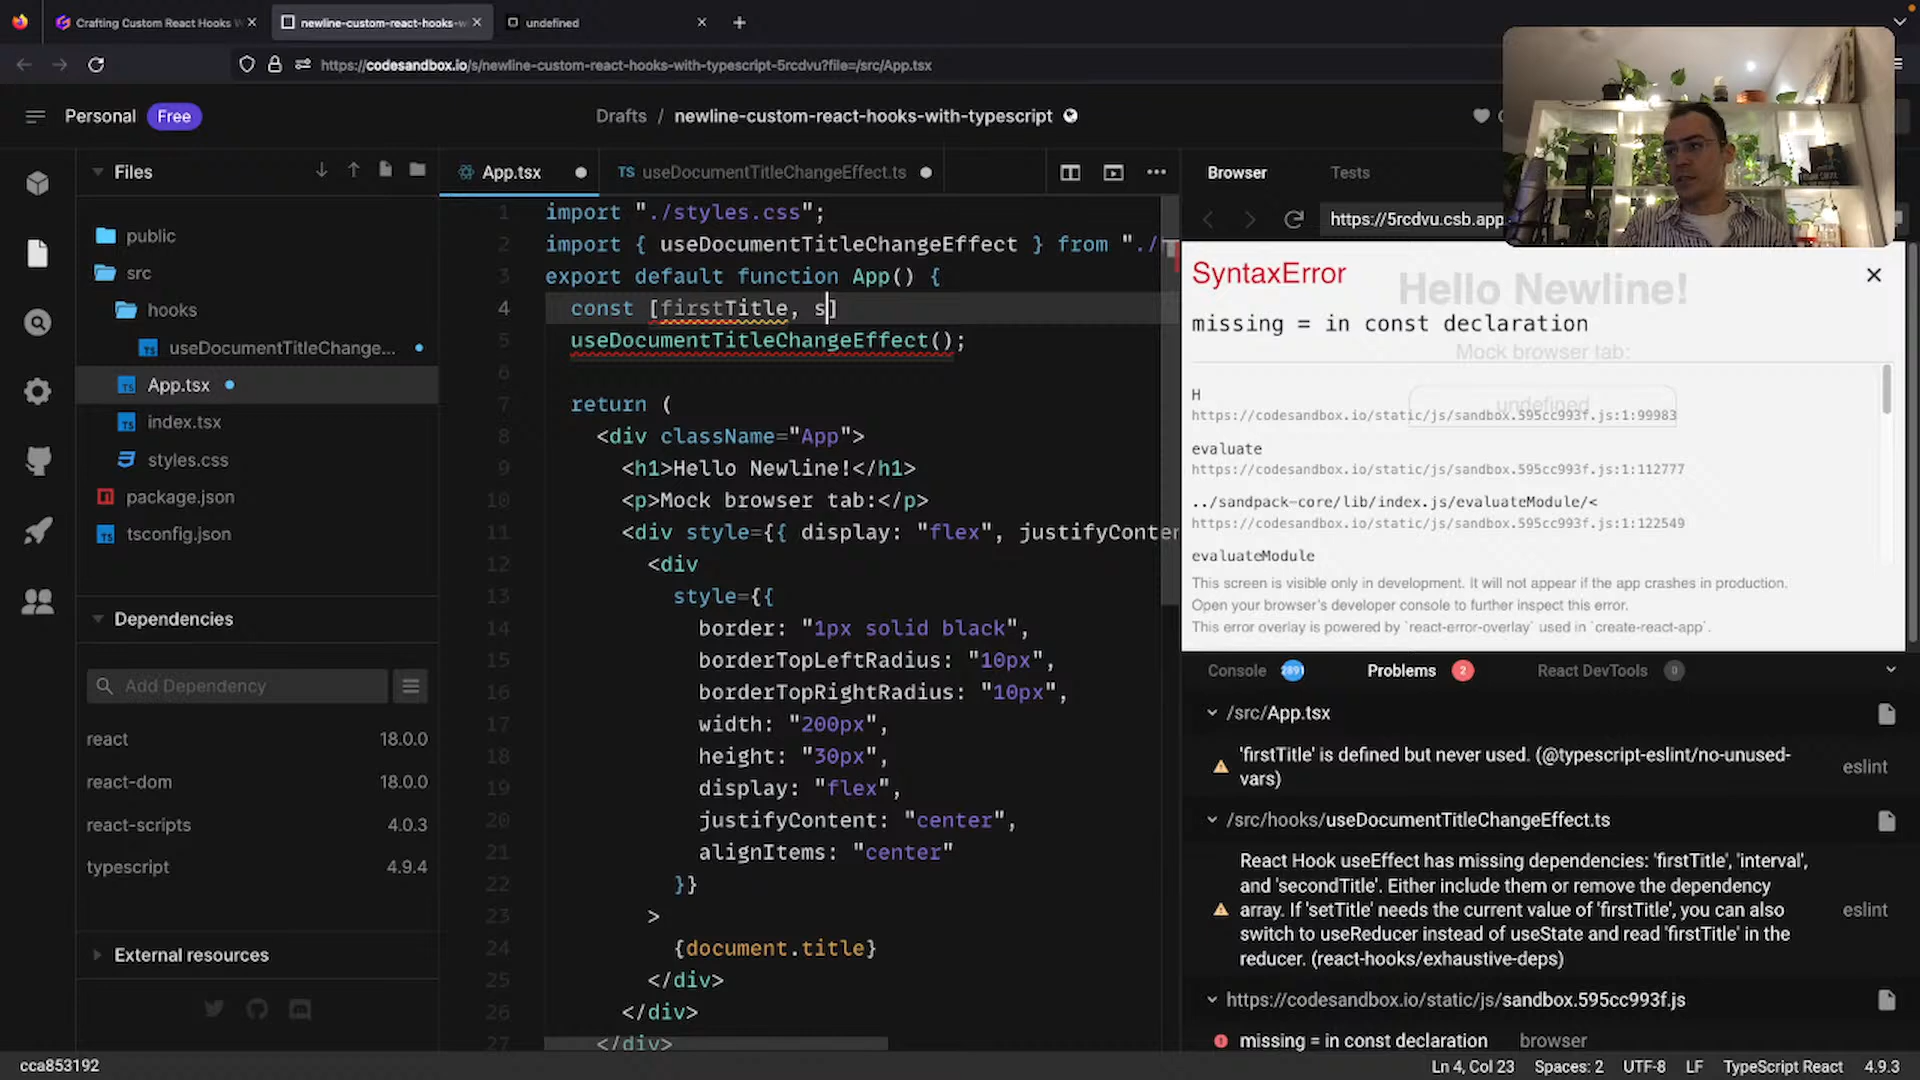 Crafting Custom React Hooks
newline-custom-react-hooks-w
undefined
https://codesandbox.io/s/newline-custom-react-hooks-with-typescript-5rcdvu?file=/src/App.tsx
Personal Free
Drafts / newline-custom-react-hooks-with-typescript
Files
public
src
hooks
useDocumentTitleChange...
App.tsx
index.tsx
styles.css
package.json
tsconfig.json
Dependencies
Add Dependency
react 18.0.0
react-dom 18.0.0
react-scripts 4.0.3
typescript 4.9.4
External resources
App.tsx
TS useDocumentTitleChangeEffect.ts
1 import "./styles.css";
2 import { useDocumentTitleChangeEffect } from "./
3 export default function App() {
4 const [firstTitle, s]
5 useDocumentTitleChangeEffect();
6
7 return (
8 <div className="App">
9 <h1>Hello Newline!</h1>
10 <p>Mock browser tab:</p>
11 <div style={{ display: "flex", justifyConten
12 <div
13 style={{
14 border: "1px solid black",
15 borderTopLeftRadius: "10px",
16 borderTopRightRadius: "10px",
17 width: "200px",
18 height: "30px",
19 display: "flex",
20 justifyContent: "center",
21 alignItems: "center"
22 }}
23 >
24 {document.title}
25 </div>
26 </div>
27 </div>
Browser
Tests
https://5rcdvu.csb.app
SyntaxError
Hello Newline!
missing = in const declaration
Mock browser tab:
undefined
H
https://codesandbox.io/static/js/sandbox.595cc993f.js:1:99983
evaluate
https://codesandbox.io/static/js/sandbox.595cc993f.js:1:112777
../sandpack-core/lib/index.js/evaluateModule/<
https://codesandbox.io/static/js/sandbox.595cc993f.js:1:122549
evaluateModule
This screen is visible only in development. It will not appear if the app crashes in production.
Open your browser's developer console to further inspect this error.
This error overlay is powered by `react-error-overlay` used in `create-react-app`.
Console 2891 Problems 2 React DevTools 0
/src/App.tsx
'firstTitle' is defined but never used. (@typescript-eslint/no-unused-
vars)
eslint
/src/hooks/useDocumentTitleChangeEffect.ts
React Hook useEffect has missing dependencies: 'firstTitle', 'interval',
and 'secondTitle'. Either include them or remove the dependency
array. If 'setTitle' needs the current value of 'firstTitle', you can also
switch to useReducer instead of useState and read 'firstTitle' in the
reducer. (react-hooks/exhaustive-deps)
eslint
https://codesandbox.io/static/js/sandbox.595cc993f.js
missing = in const declaration browser
cca853192
Ln 4, Col 23 Spaces: 2 UTF-8 LF TypeScript React 4.9.3